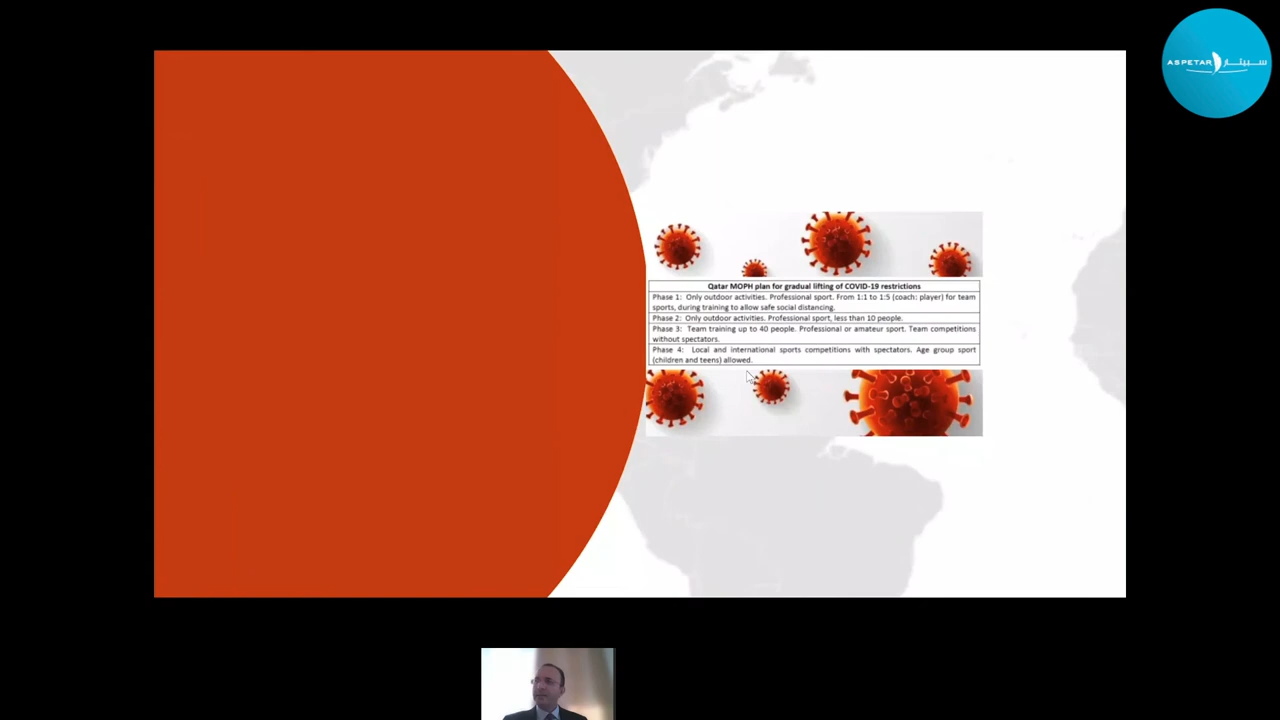 ASPETAR سبيتار
Qatar MOPH plan for gradual lifting of COVID-19 restrictions
Phase 1: Only outdoor activities. Professional sport. From 1:1 to 1:5 (coach: player) for team
sports, during training to allow safe social distancing.
Phase 2: Only outdoor activities. Professional sport, less than 10 people.
Phase 3: Team training up to 40 people. Professional or amateur sport. Team competitions
without spectators.
Phase 4: Local and international sports competitions with spectators. Age group sport
(children and teens) allowed.